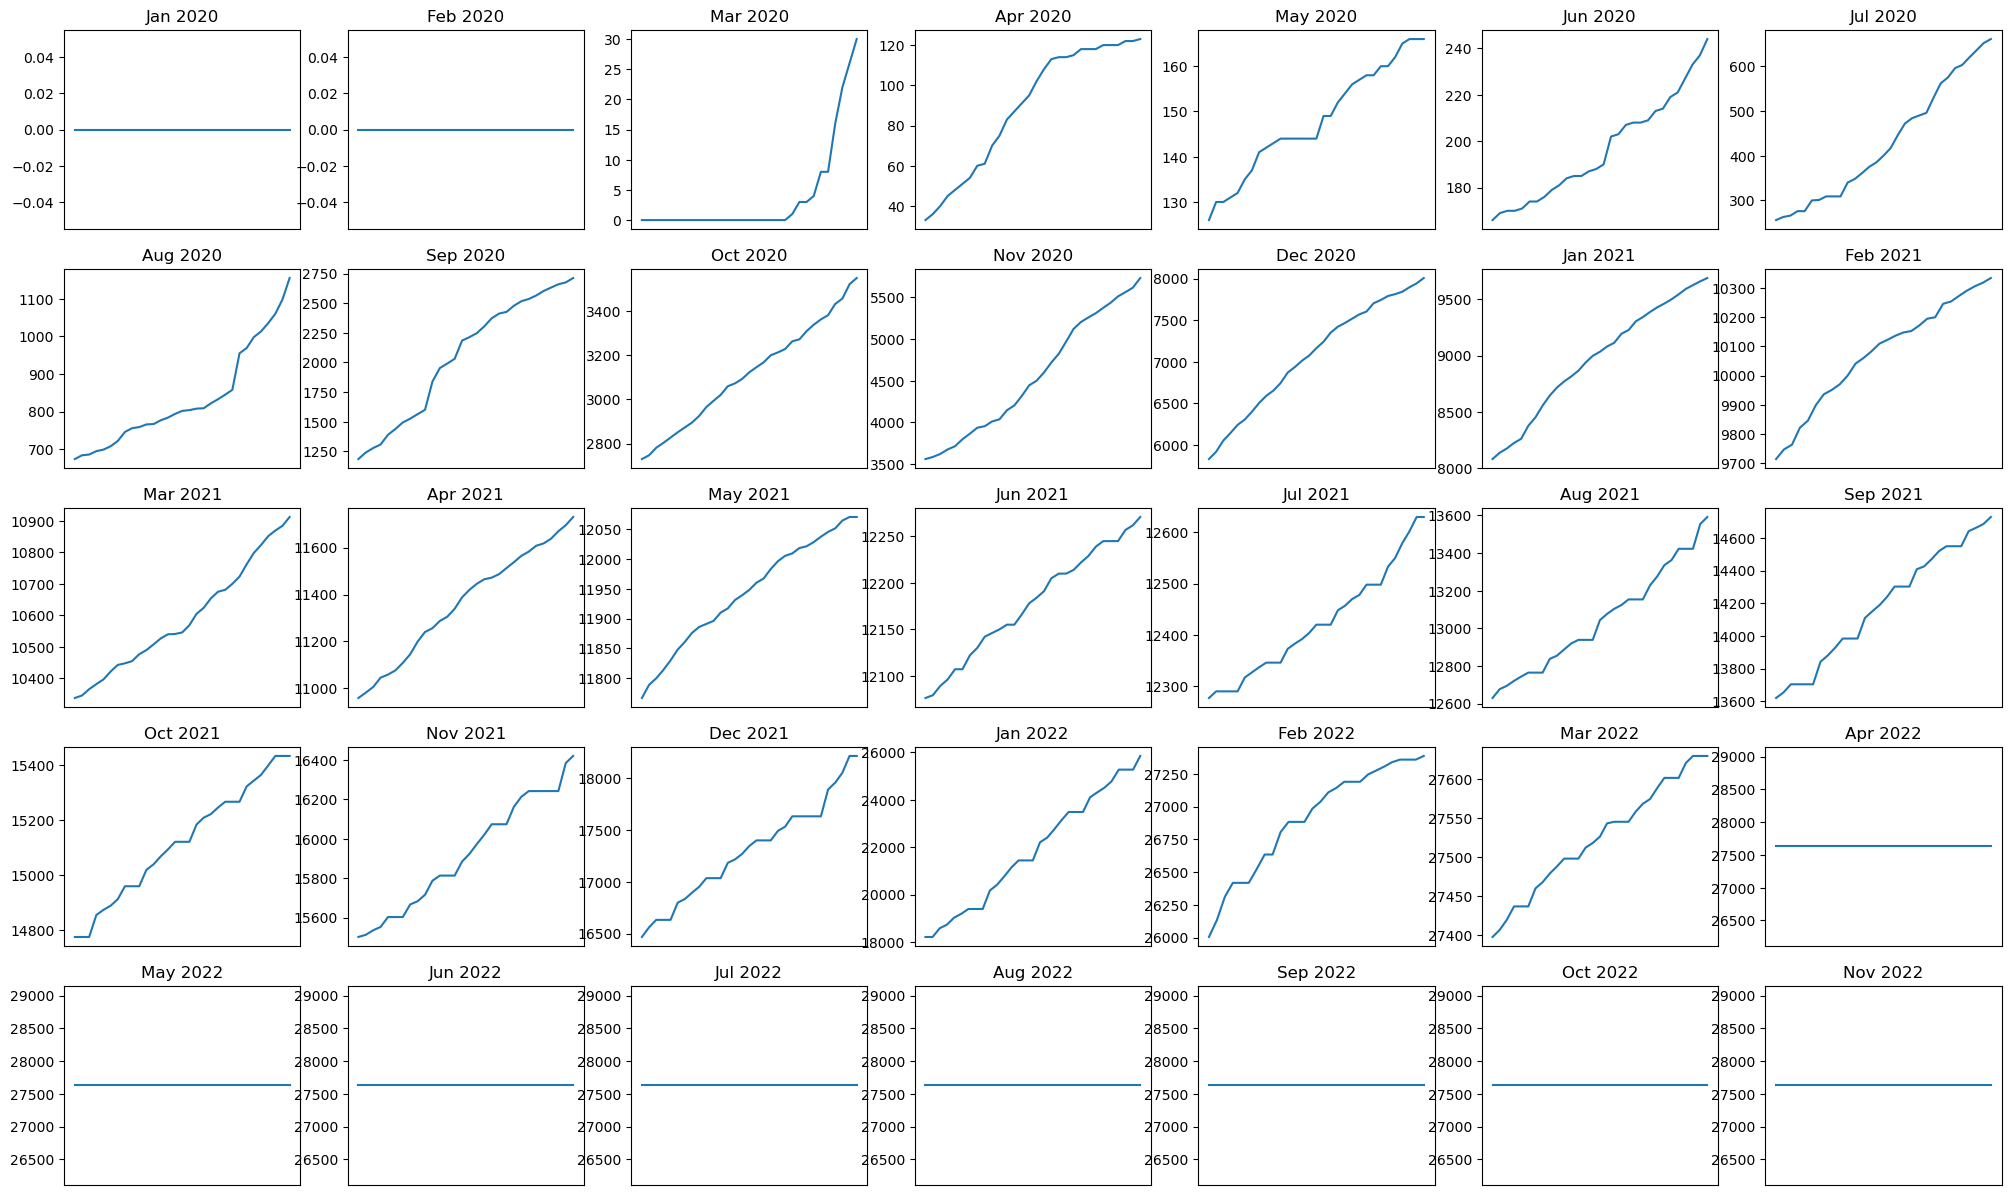 Jan 2020 Feb 2020 Mar 2020 Apr 2020 May 2020 Jun 2020 Jul 2020
0.04 0.02 0.00 −0.02 −0.04
0.04 0.02 0.00 −0.02 −0.04
30 25 20 15 10 5 0
120 100 80 60 40
160 150 140 130
240 220 200 180
600 500 400 300
Aug 2020 Sep 2020 Oct 2020 Nov 2020 Dec 2020 Jan 2021 Feb 2021
1100 1000 900 800 700
2750 2500 2250 2000 1750 1500 1250
3400 3200 3000 2800
5500 5000 4500 4000 3500
8000 7500 7000 6500 6000
9500 9000 8500 8000
10300 10200 10100 10000 9900 9800 9700
Mar 2021 Apr 2021 May 2021 Jun 2021 Jul 2021 Aug 2021 Sep 2021
10900 10800 10700 10600 10500 10400
11600 11400 11200 11000
12050 12000 11950 11900 11850 11800
12250 12200 12150 12100
12600 12500 12400 12300
13600 13400 13200 13000 12800 12600
14600 14400 14200 14000 13800 13600
Oct 2021 Nov 2021 Dec 2021 Jan 2022 Feb 2022 Mar 2022 Apr 2022
15400 15200 15000 14800
16400 16200 16000 15800 15600
18000 17500 17000 16500
26000 24000 22000 20000 18000
27250 27000 26750 26500 26250 26000
27600 27550 27500 27450 27400
29000 28500 28000 27500 27000 26500
May 2022 Jun 2022 Jul 2022 Aug 2022 Sep 2022 Oct 2022 Nov 2022
29000 28500 28000 27500 27000 26500
29000 28500 28000 27500 27000 26500
29000 28500 28000 27500 27000 26500
29000 28500 28000 27500 27000 26500
29000 28500 28000 27500 27000 26500
29000 28500 28000 27500 27000 26500
29000 28500 28000 27500 27000 26500